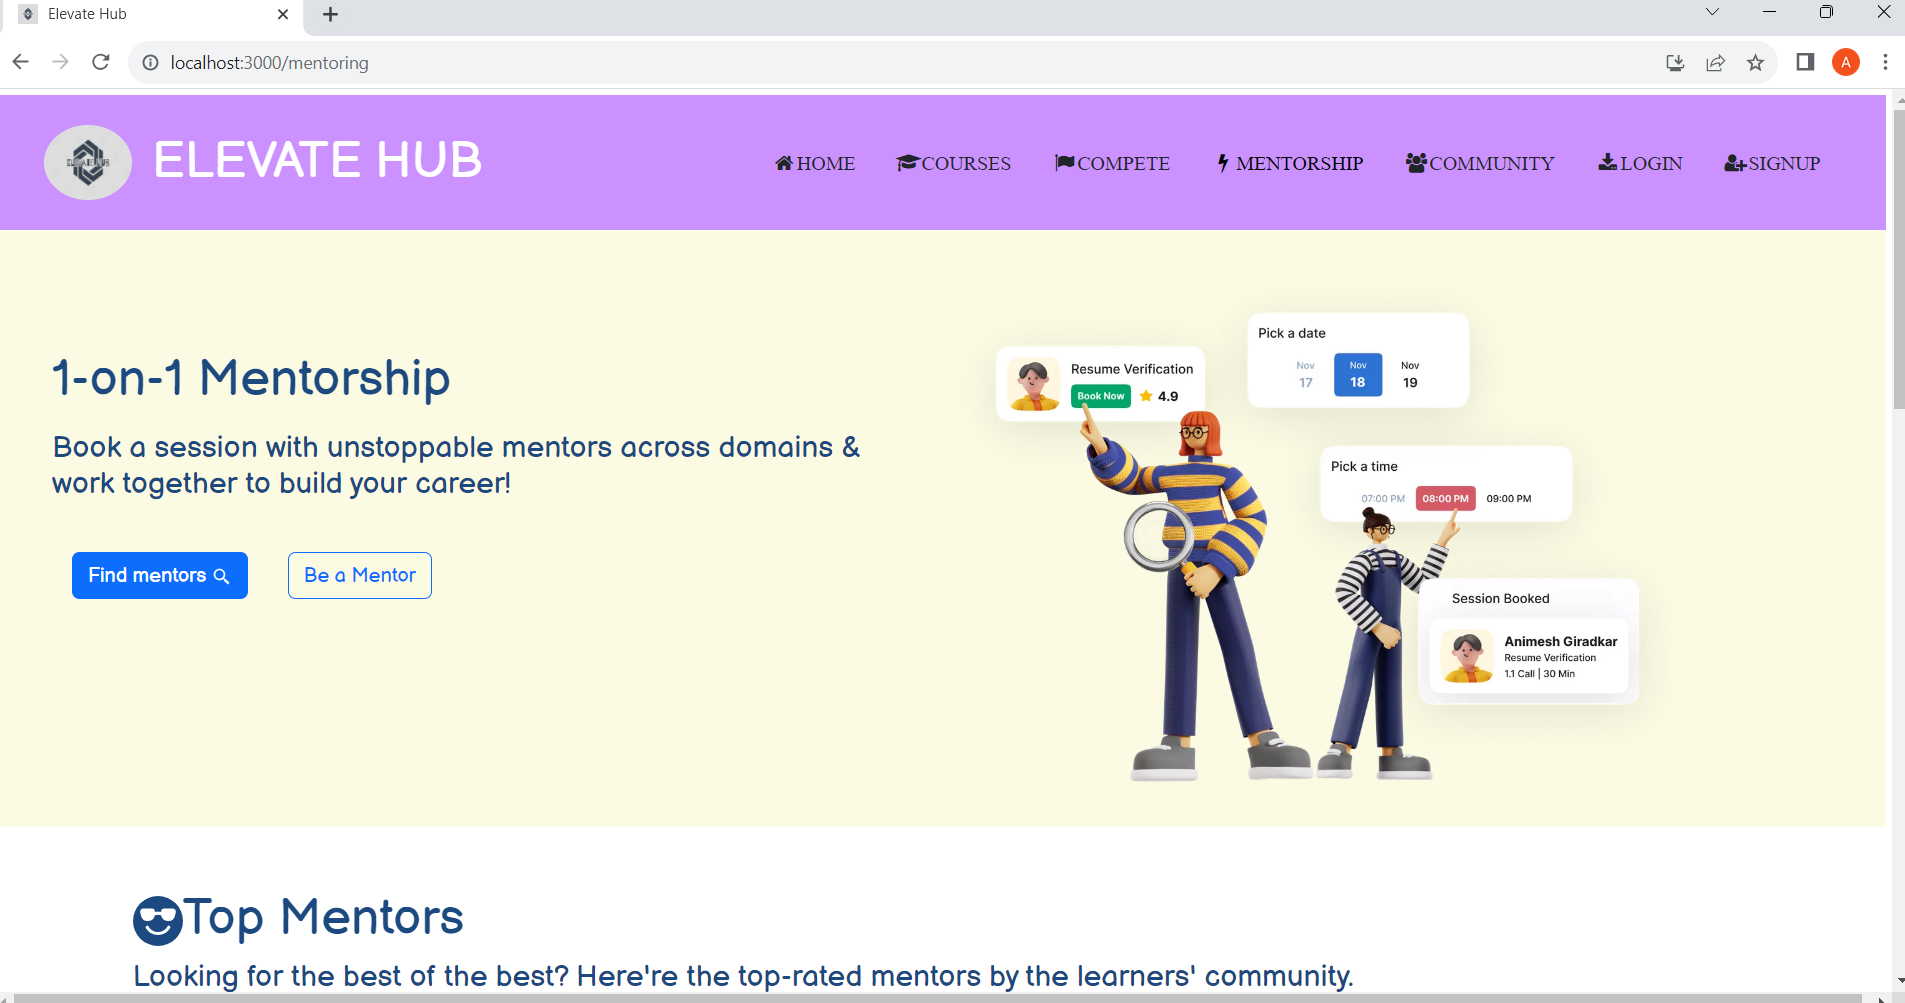 Elevate Hub
localhost:3000/mentoring
A
ELEVATE HUB
ELEVATE HUB
HOME COURSES COMPETE MENTORSHIP COMMUNITY LOGIN SIGNUP
1-on-1 Mentorship
Book a session with unstoppable mentors across domains &
work together to build your career!
Find mentors
Be a Mentor
Resume Verification
Book Now 4.9
Pick a date
Nov Nov Nov
17 18 19
Pick a time
07:00 PM 08:00 PM 09:00 PM
Session Booked
Animesh Giradkar
Resume Verification
1.1 Call | 30 Min
Top Mentors
Looking for the best of the best? Here're the top-rated mentors by the learners' community.